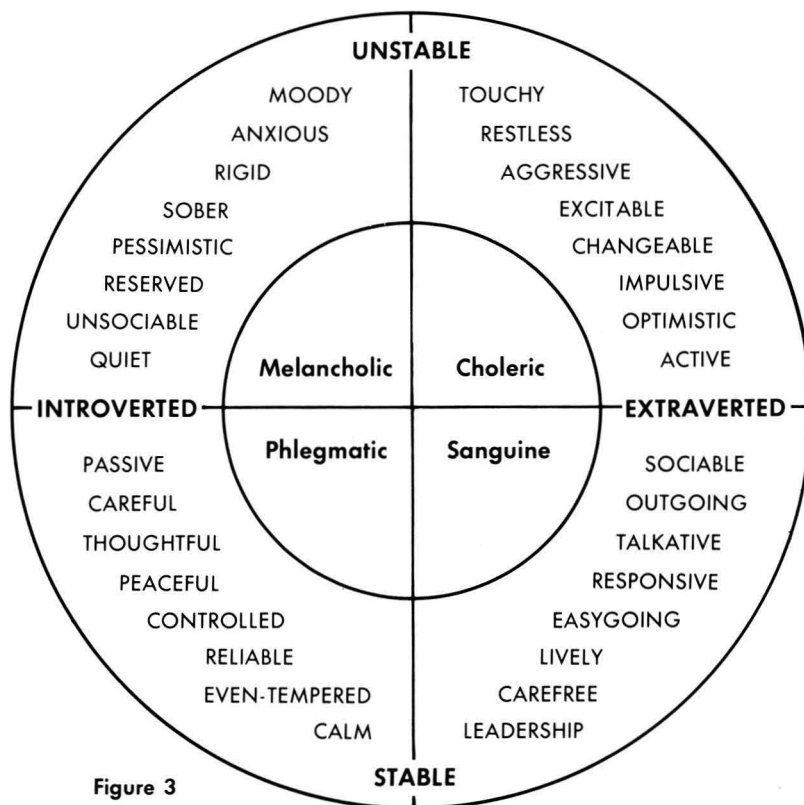 UNSTABLE
MOODY
ANXIOUS
RIGID
SOBER
PESSIMISTIC
RESERVED
UNSOCIABLE
QUIET
TOUCHY
RESTLESS
AGGRESSIVE
EXCITABLE
CHANGEABLE
IMPULSIVE
OPTIMISTIC
ACTIVE
Melancholic
Choleric
INTROVERTED
EXTRAVERTED
Phlegmatic
Sanguine
PASSIVE
CAREFUL
THOUGHTFUL
PEACEFUL
CONTROLLED
RELIABLE
EVEN-TEMPERED
CALM
SOCIABLE
OUTGOING
TALKATIVE
RESPONSIVE
EASYGOING
LIVELY
CAREFREE
LEADERSHIP
STABLE
Figure 3